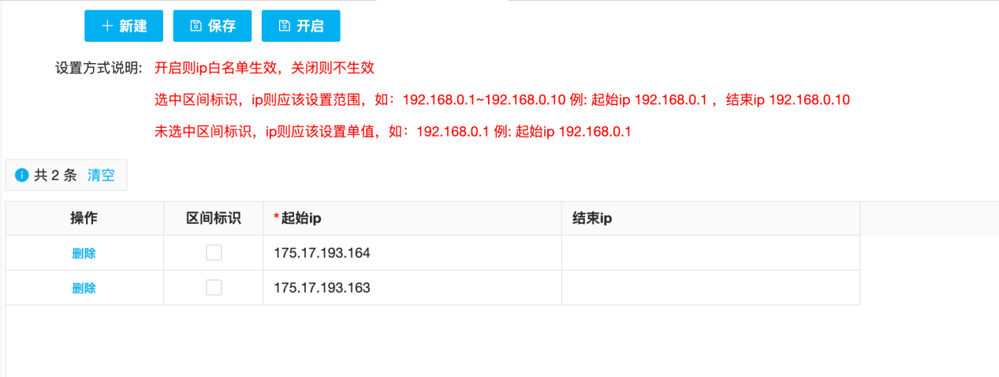 新建 保存 开启
设置方式说明: 开启则ip白名单生效，关闭则不生效
选中区间标识，ip则应该设置范围，如：192.168.0.1~192.168.0.10 例: 起始ip 192.168.0.1 ，结束ip 192.168.0.10
未选中区间标识，ip则应该设置单值，如：192.168.0.1 例: 起始ip 192.168.0.1
共 2 条 清空
操作 区间标识 *起始ip 结束ip
删除 175.17.193.164
删除 175.17.193.163